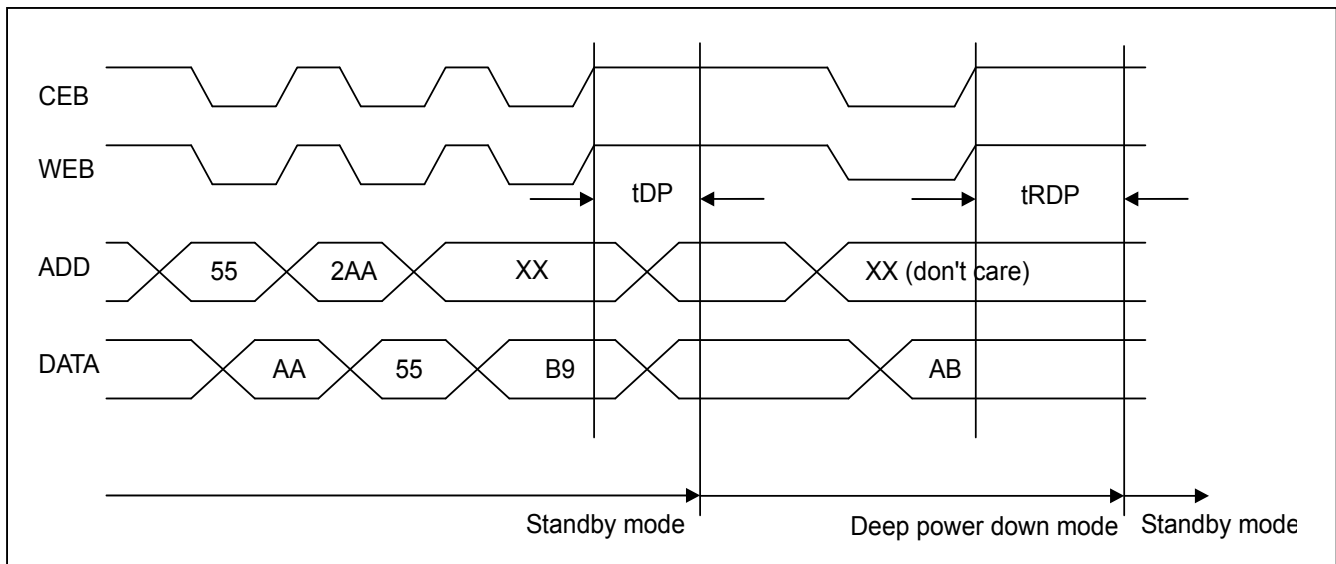 CEB
WEB
tDP
tRDP
ADD
55
2AA
XX
XX (don't care)
DATA
AA
55
B9
AB
Standby mode
Deep power down mode
Standby mode